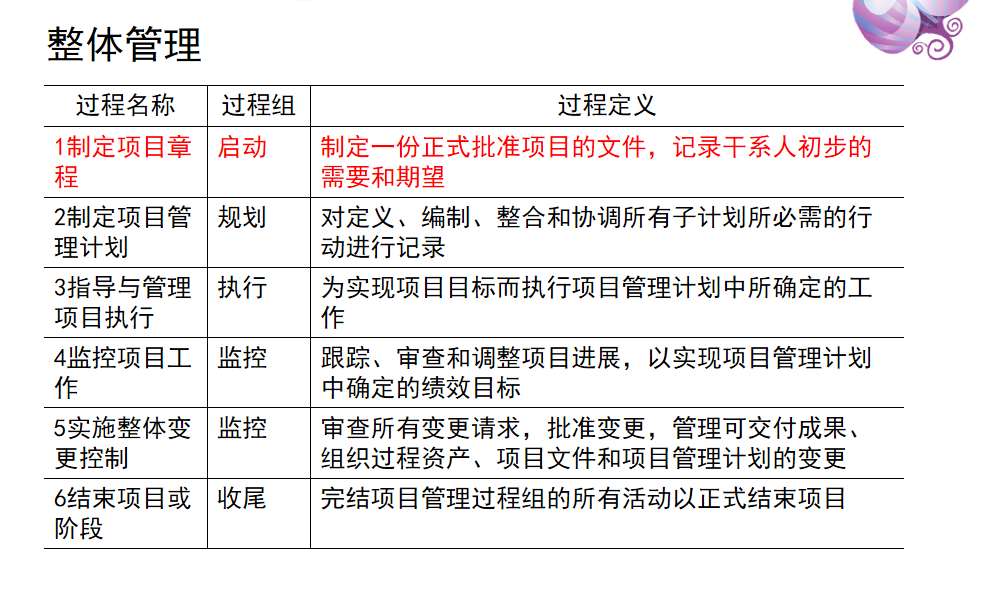 整体管理
过程名称 过程组 过程定义
1制定项目章
程
启动
制定一份正式批准项目的文件，记录干系人初步的
需要和期望
2制定项目管
理计划
规划
对定义、编制、整合和协调所有子计划所必需的行
动进行记录
3指导与管理
项目执行
执行
为实现项目目标而执行项目管理计划中所确定的工
作
4监控项目工
作
监控
跟踪、审查和调整项目进展，以实现项目管理计划
中确定的绩效目标
5实施整体变
更控制
监控
审查所有变更请求，批准变更，管理可交付成果、
组织过程资产、项目文件和项目管理计划的变更
6结束项目或
阶段
收尾
完结项目管理过程组的所有活动以正式结束项目